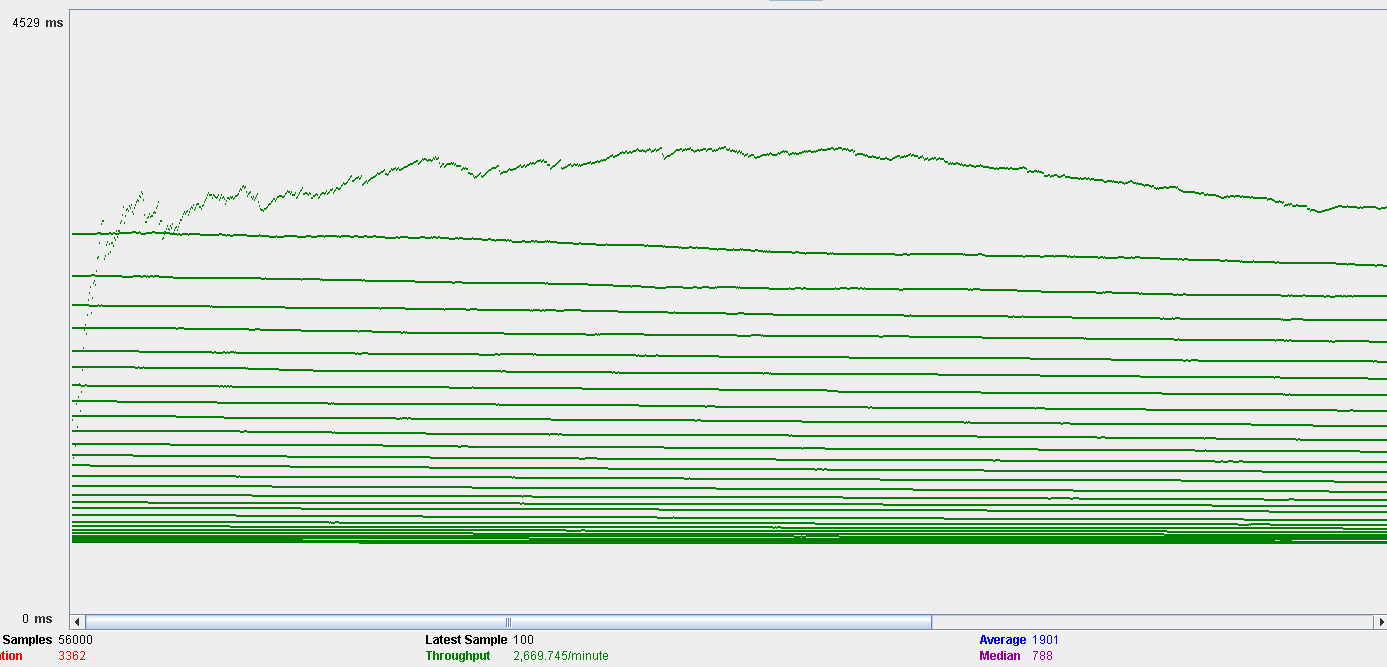 4529 ms
0 ms
Samples 56000 Latest Sample 100 Average 1901
tion 3362 Throughput 2,669.745/minute Median 788